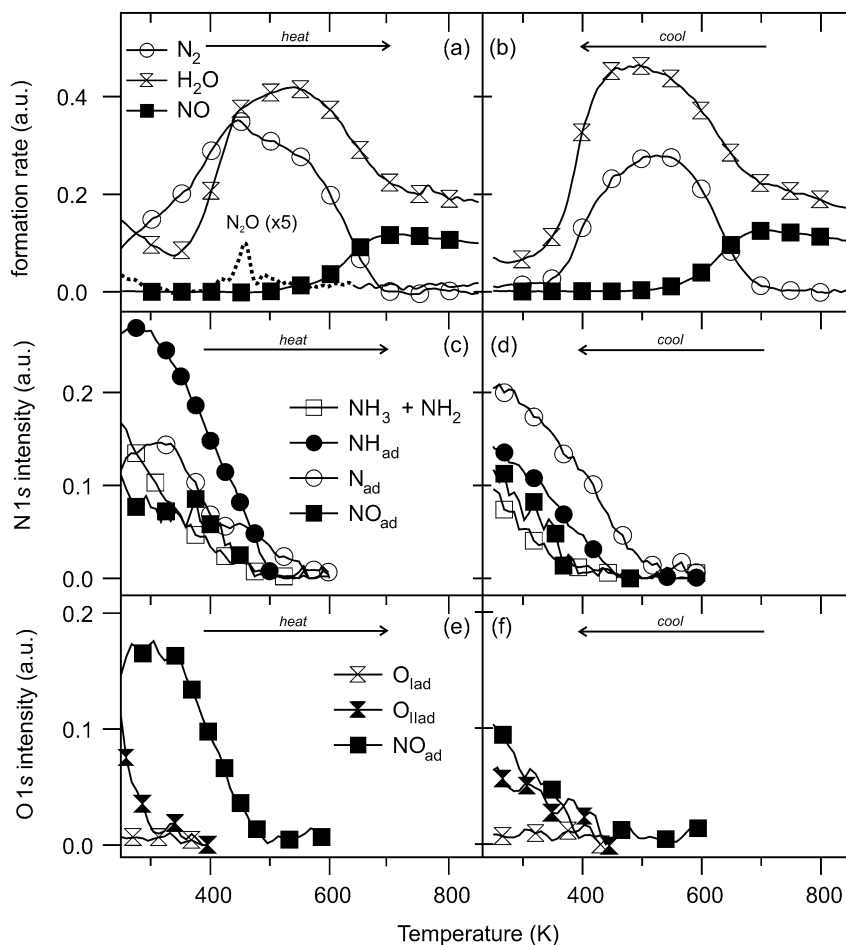 heat
(a)
N₂
H₂O
NO
N₂O (x5)
0.4
0.2
0.0
formation rate (a.u.)
(b)
cool
heat
(c)
NH₃ + NH₂
NHad
Nad
NOad
0.2
0.1
0.0
N1s intensity (a.u.)
cool
(d)
heat
(e)
OIad
OIIad
NOad
0.2
0.1
0.0
O1s intensity (a.u.)
cool
(f)
400 600 800 400 600 800
Temperature (K)